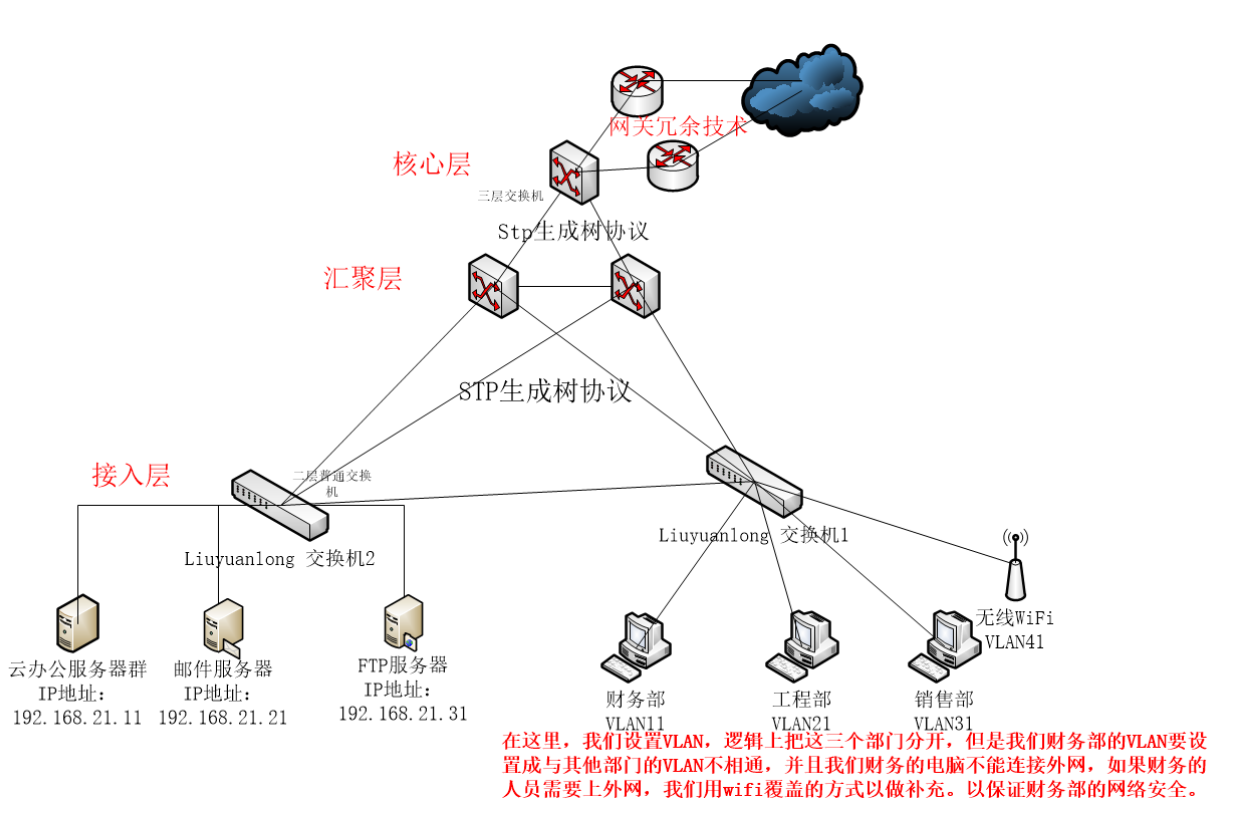 网关冗余技术
核心层
三层交换机
Stp生成树协议
汇聚层
STP生成树协议
接入层
二层普通交换
机
Liuyuanlong 交换机2
Liuyuanlong 交换机1
无线WiFi
VLAN41
云办公服务器群
IP地址：
192.168.21.11
邮件服务器
IP地址：
192.168.21.21
FTP服务器
IP地址：
192.168.21.31
财务部
VLAN11
工程部
VLAN21
销售部
VLAN31
在这里，我们设置VLAN，逻辑上把这三个部门分开，但是我们财务部的VLAN要设
置成与其他部门的VLAN不相通，并且我们财务的电脑不能连接外网，如果财务的
人员需要上外网，我们用wifi覆盖的方式以做补充。以保证财务部的网络安全。